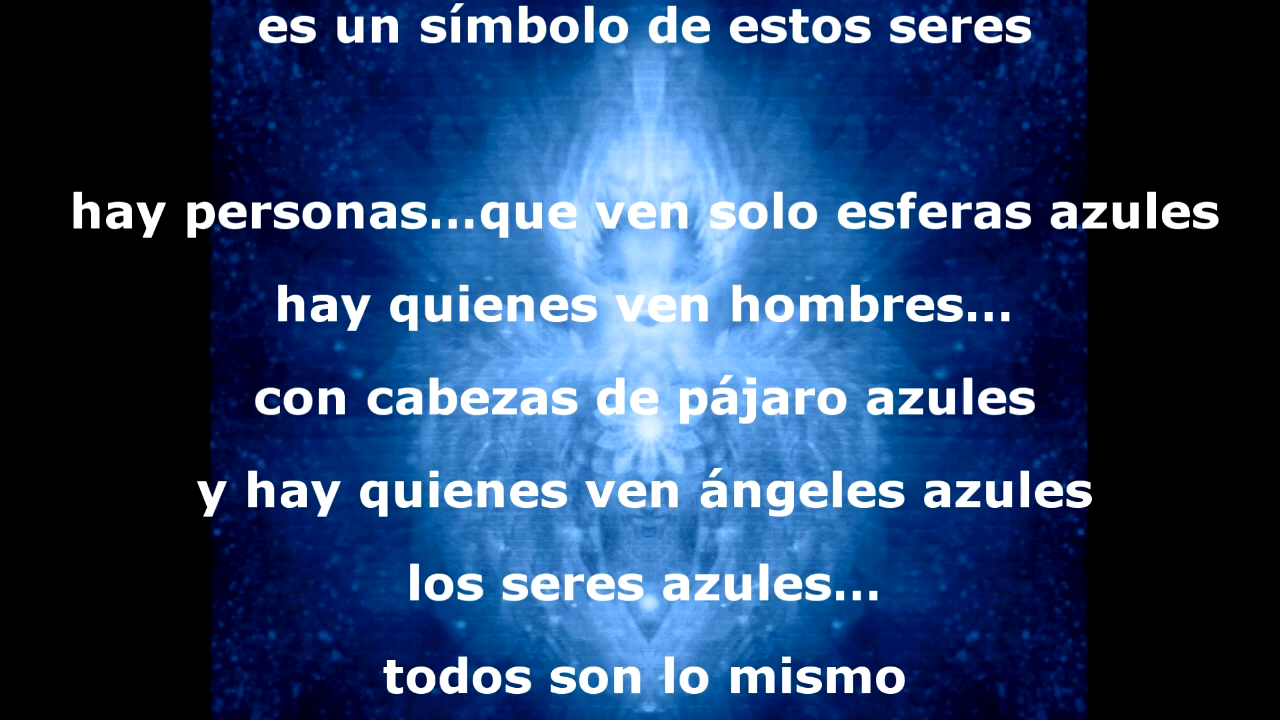 es un símbolo de estos seres
hay personas...que ven solo esferas azules
hay quienes ven hombres...
con cabezas de pájaro azules
y hay quienes ven ángeles azules
los seres azules...
todos son lo mismo